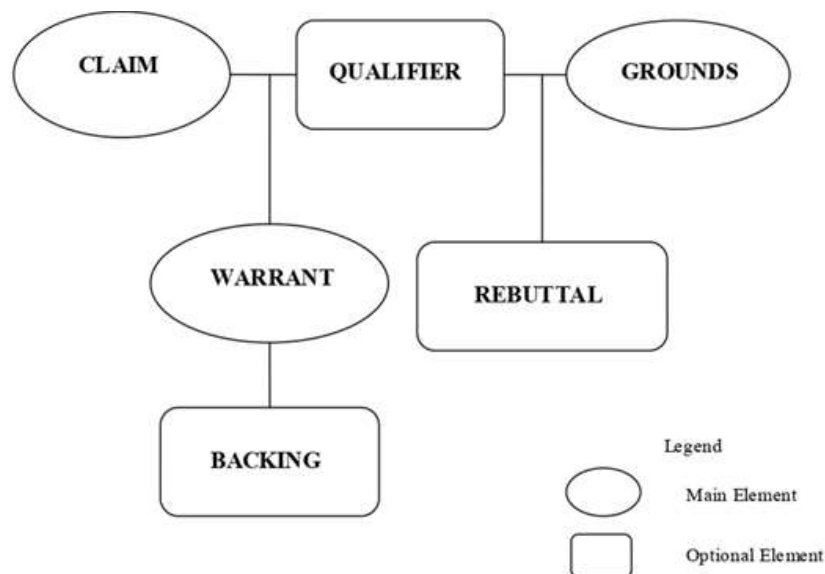 CLAIM
QUALIFIER
GROUNDS
WARRANT
REBUTTAL
BACKING
Legend
Main Element
Optional Element